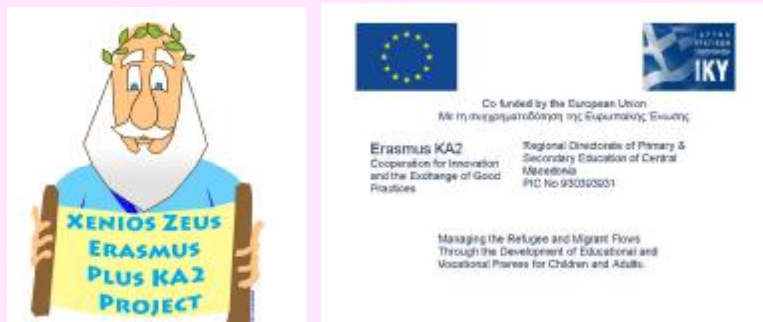 XENIOS ZEUS
ERASMUS
PLUS KA2
PROJECT
IKY
Co funded by the European Union
Με τη συγχρηματοδότηση της Ευρωπαϊκής Ένωσης
Erasmus KA2
Cooperation for Innovation
and the Exchange of Good
Practices
Regional Directorate of Primary &
Secondary Education of Central
Macedonia
PIC No 930393931
Managing the Refugee and Migrant Flows
Through the Development of Educational and
Vocational Frames for Children and Adults.